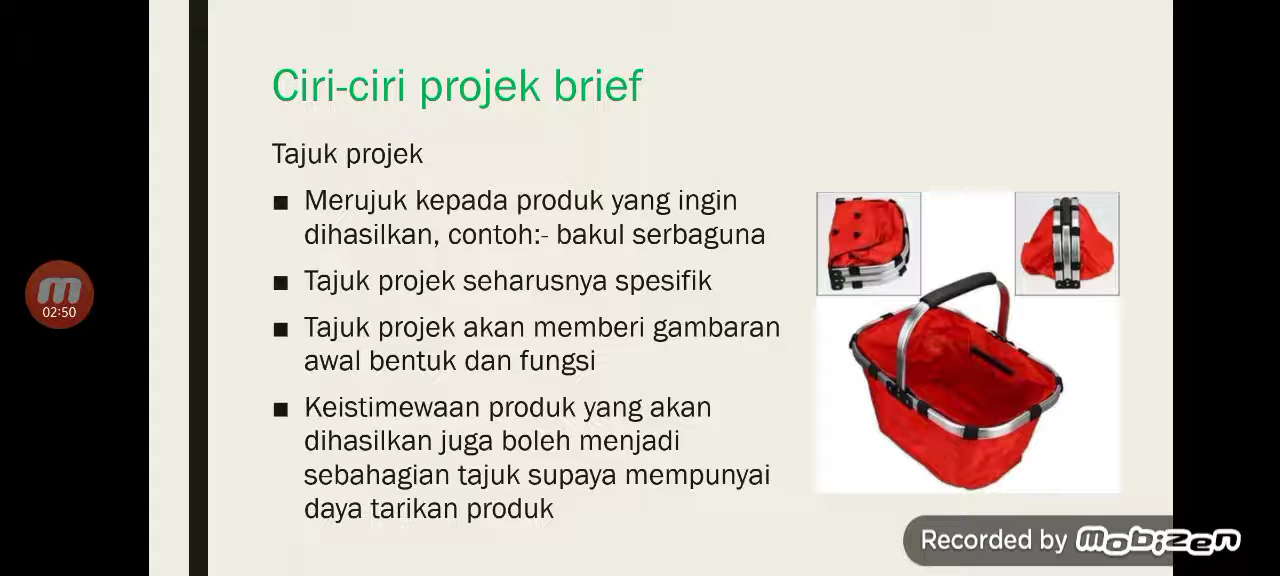 Ciri-ciri projek brief
Tajuk projek
■ Merujuk kepada produk yang ingin
dihasilkan, contoh:- bakul serbaguna
■ Tajuk projek seharusnya spesifik
■ Tajuk projek akan memberi gambaran
awal bentuk dan fungsi
■ Keistimewaan produk yang akan
dihasilkan juga boleh menjadi
sebahagian tajuk supaya mempunyai
daya tarikan produk
m
02:50
Recorded by mobizen